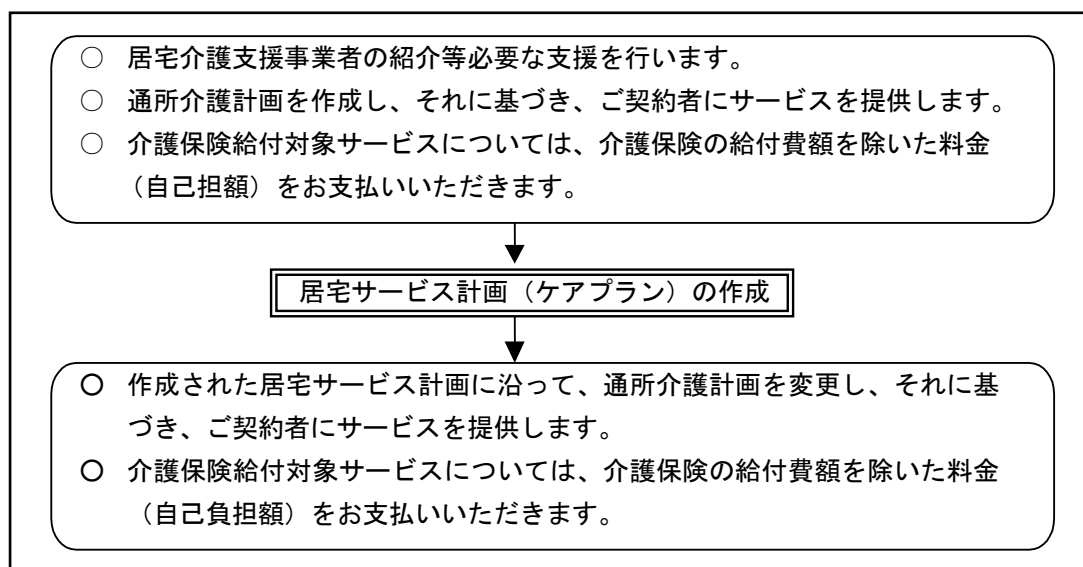 ○ 居宅介護支援事業者の紹介等必要な支援を行います。
○ 通所介護計画を作成し、それに基づき、ご契約者にサービスを提供します。
○ 介護保険給付対象サービスについては、介護保険の給付費額を除いた料金
（自己担額）をお支払いいただきます。
居宅サービス計画（ケアプラン）の作成
○ 作成された居宅サービス計画に沿って、通所介護計画を変更し、それに基
づき、ご契約者にサービスを提供します。
○ 介護保険給付対象サービスについては、介護保険の給付費額を除いた料金
（自己負担額）をお支払いいただきます。